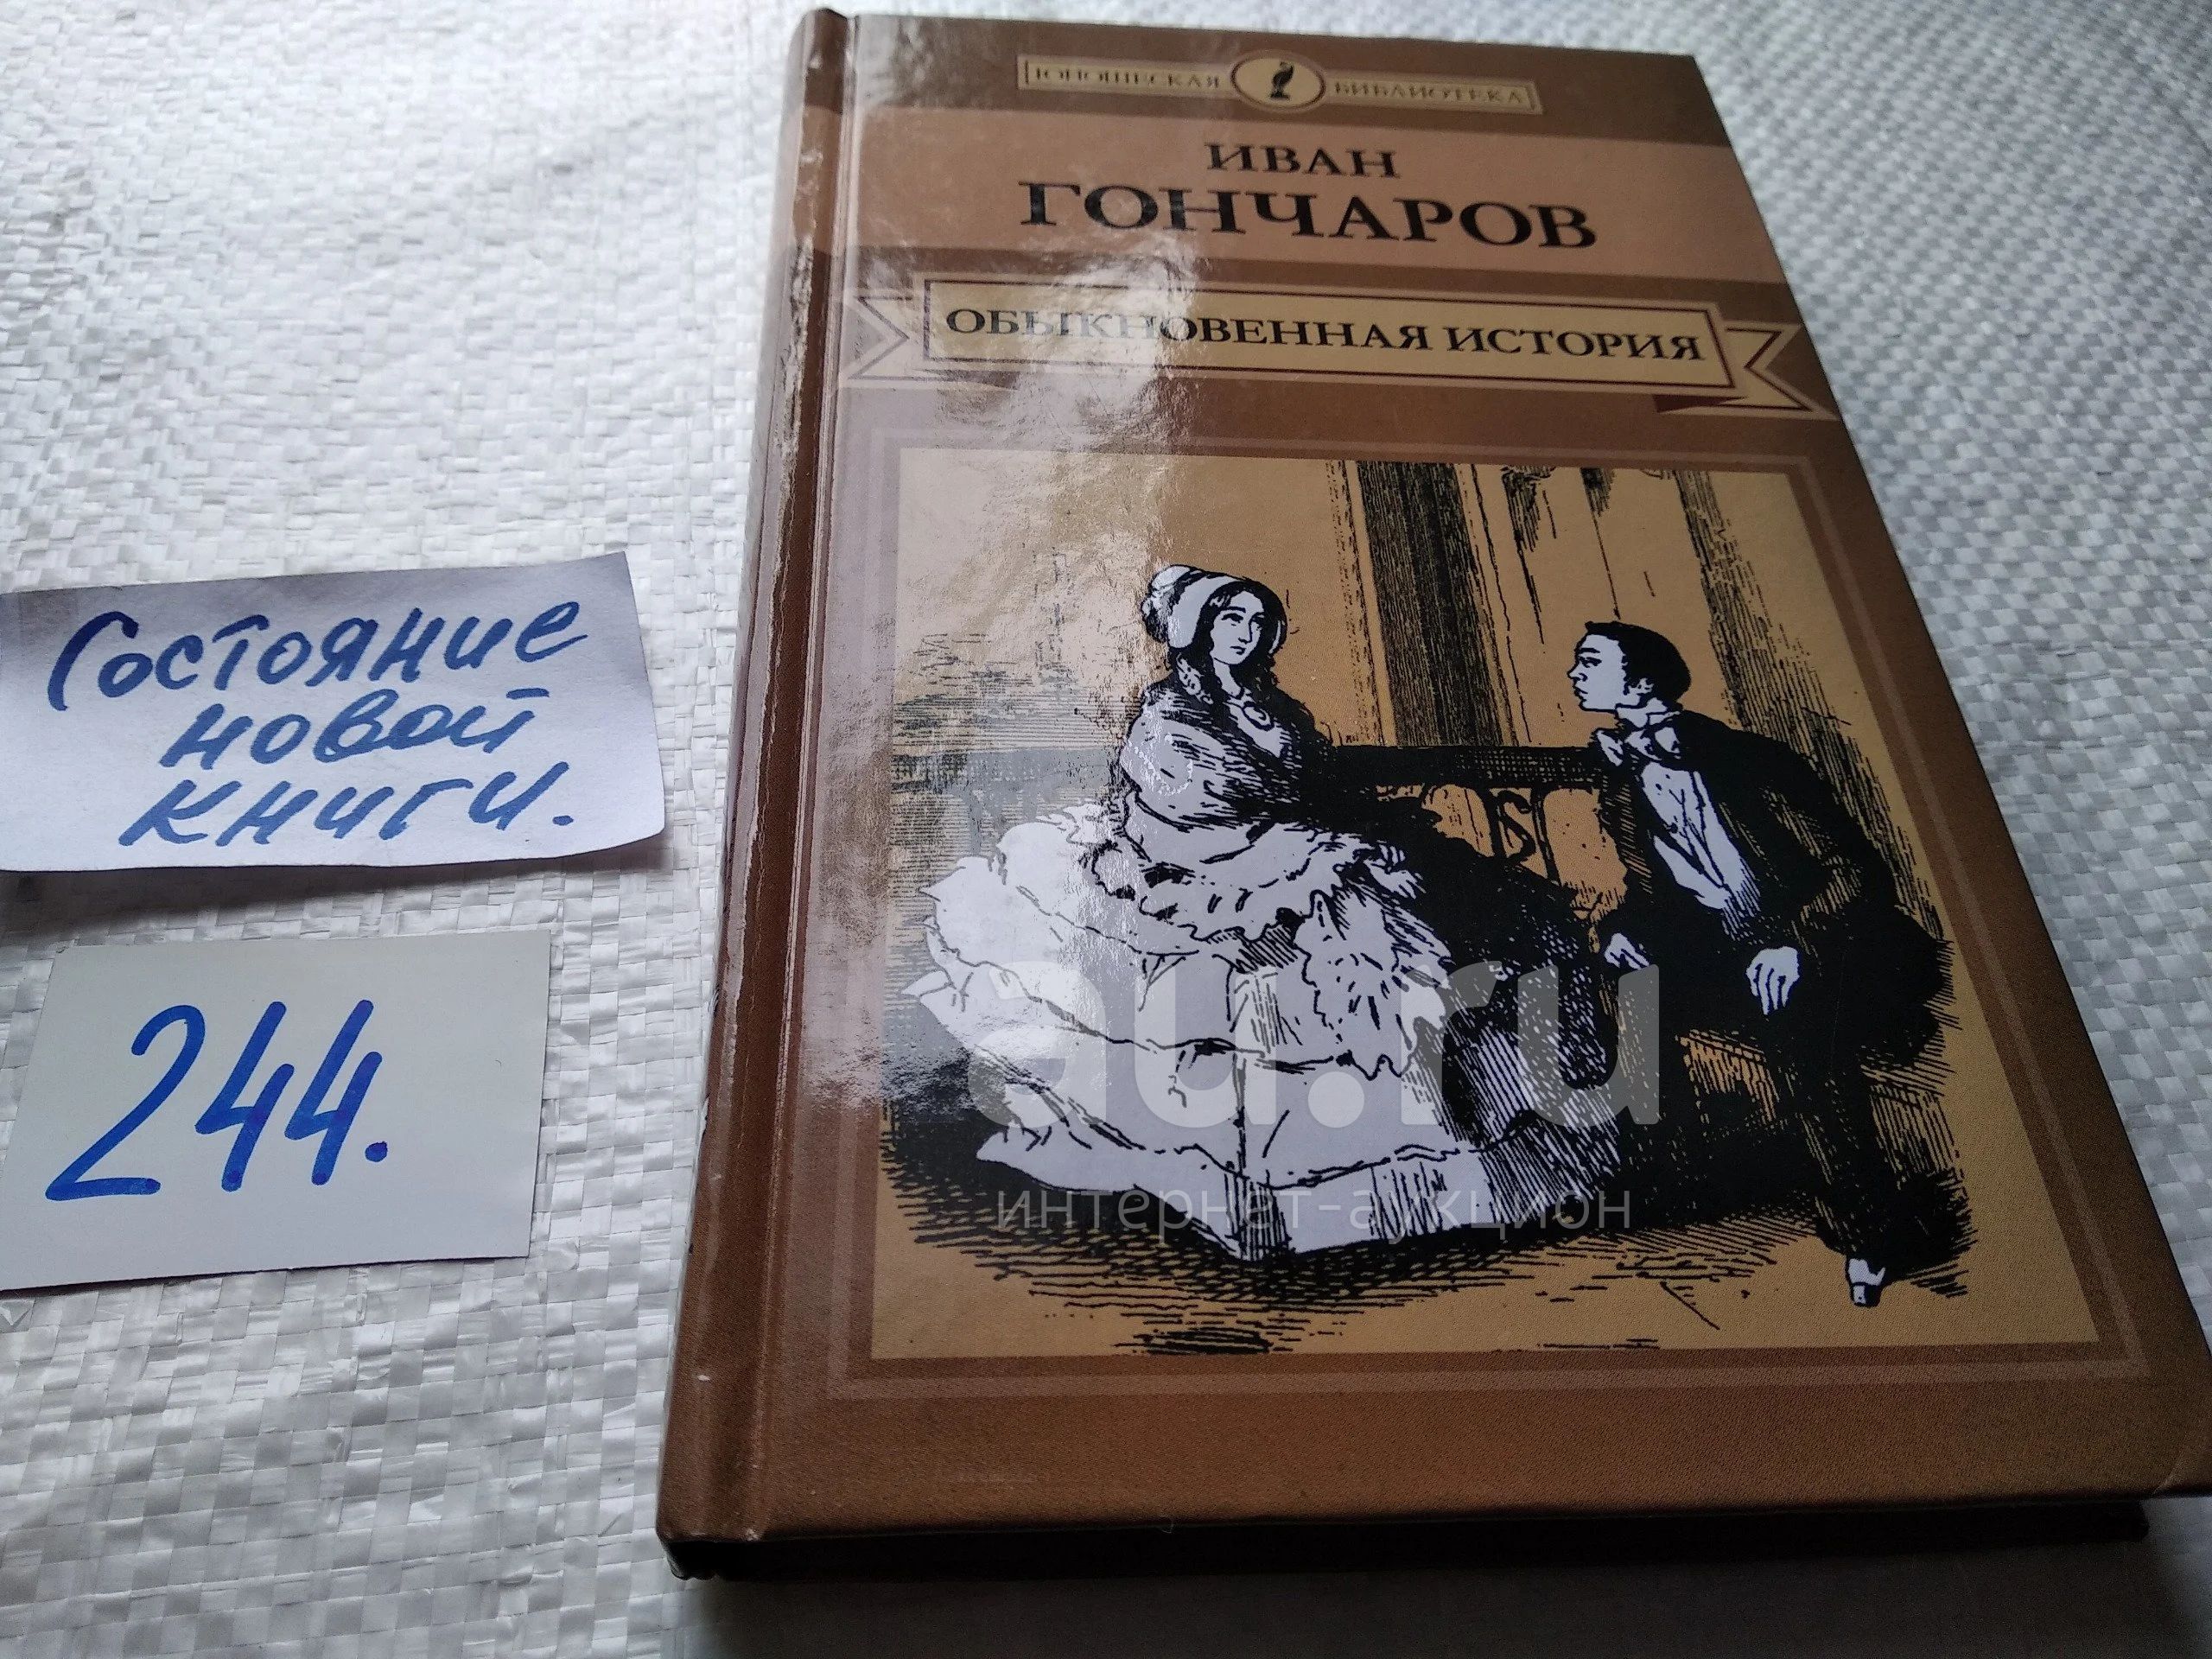 ЮНОШЕСКАЯ БИБЛИОТЕКА
ИВАН
ГОНЧАРОВ
ОБЫКНОВЕННАЯ ИСТОРИЯ
Состояние
новой
книги.
244.
au.ru
интернет-аукцион